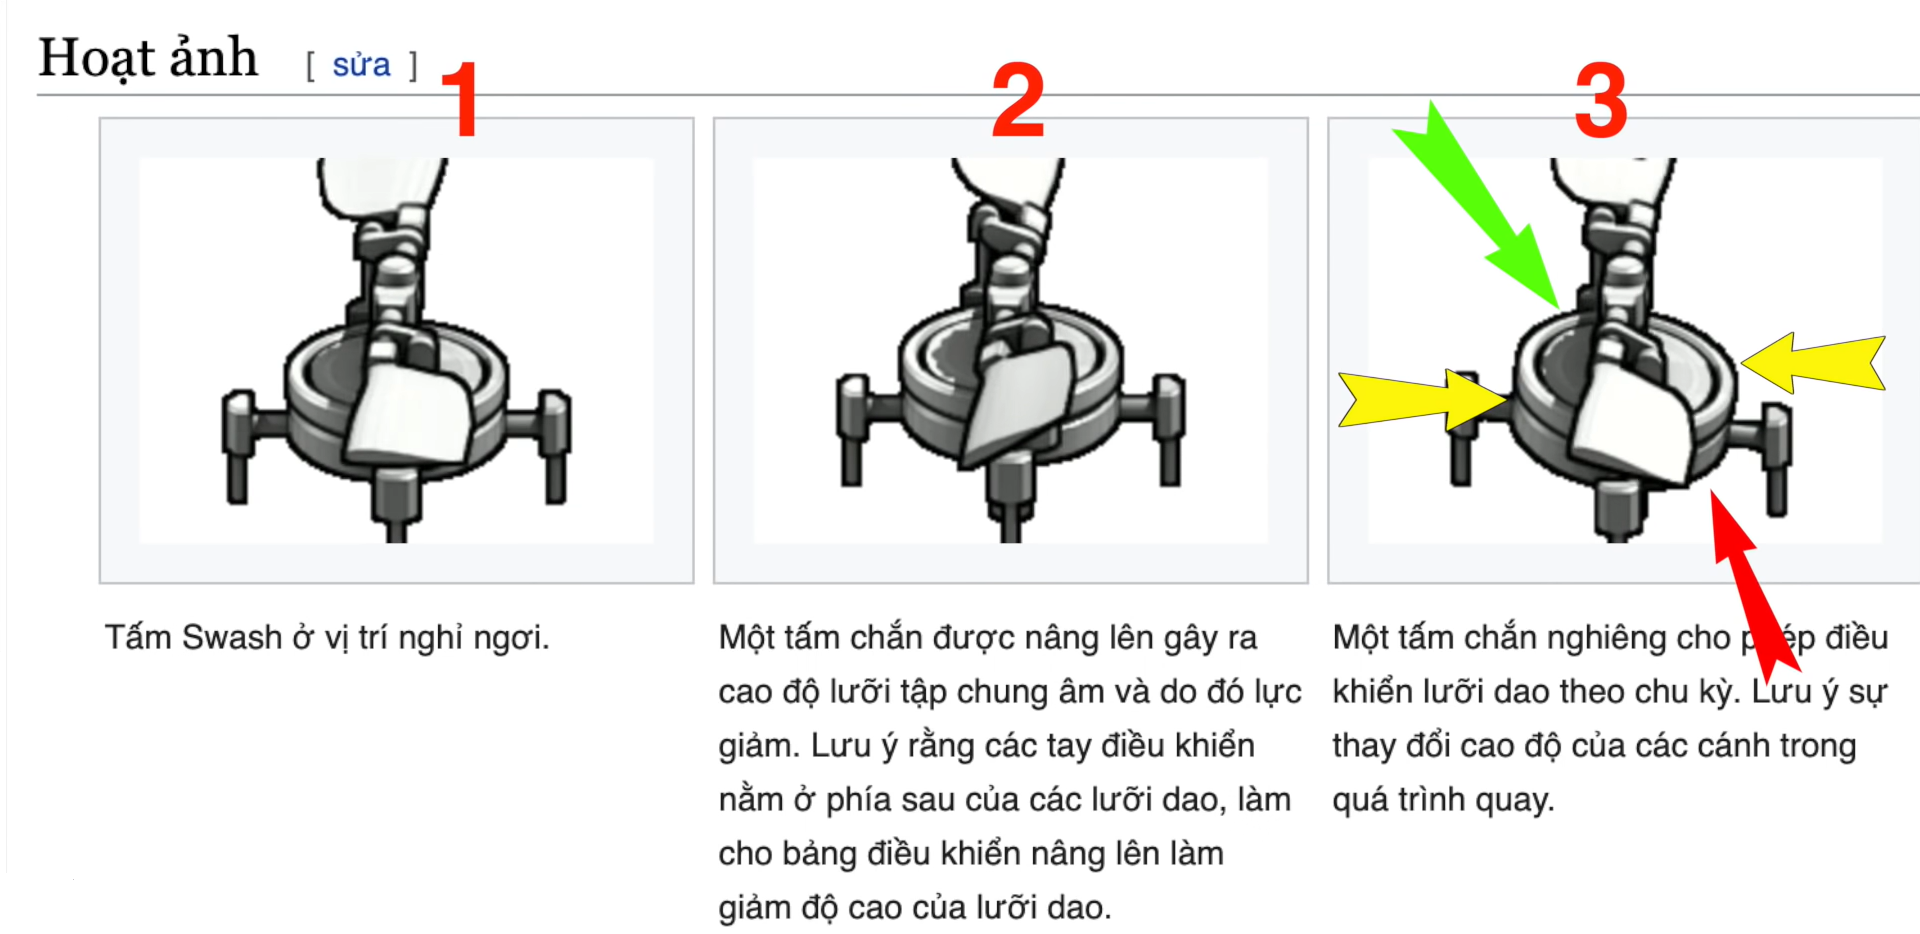 Hoạt ảnh [ sửa ]
1
2
3
Tấm Swash ở vị trí nghỉ ngơi.
Một tấm chắn được nâng lên gây ra
cao độ lưỡi tập chung âm và do đó lực
giảm. Lưu ý rằng các tay điều khiển
nằm ở phía sau của các lưỡi dao, làm
cho bảng điều khiển nâng lên làm
giảm độ cao của lưỡi dao.
Một tấm chắn nghiêng cho phép điều
khiển lưỡi dao theo chu kỳ. Lưu ý sự
thay đổi cao độ của các cánh trong
quá trình quay.